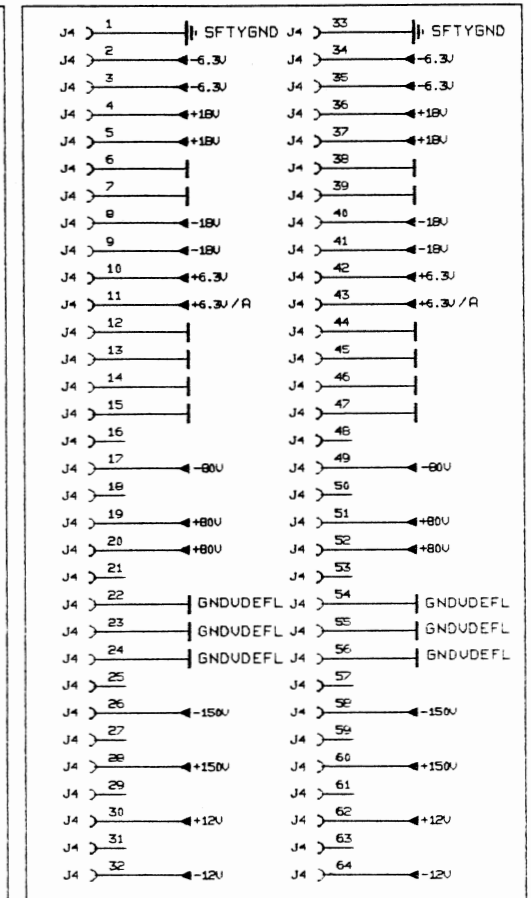 J4 1 SFTYGND J4 33 SFTYGND
J4 2 -6.3V J4 34 -6.3V
J4 3 -6.3V J4 35 -6.3V
J4 4 +18V J4 36 +18V
J4 5 +18V J4 37 +18V
J4 6 J4 38
J4 7 J4 39
J4 8 -18V J4 40 -18V
J4 9 -18V J4 41 -18V
J4 10 +6.3V J4 42 +6.3V
J4 11 +6.3V/A J4 43 +6.3V/A
J4 12 J4 44
J4 13 J4 45
J4 14 J4 46
J4 15 J4 47
J4 16 J4 48
J4 17 -80V J4 49 -80V
J4 18 J4 50
J4 19 +80V J4 51 +80V
J4 20 +80V J4 52 +80V
J4 21 J4 53
J4 22 GNDVDEFL J4 54 GNDVDEFL
J4 23 GNDVDEFL J4 55 GNDVDEFL
J4 24 GNDVDEFL J4 56 GNDVDEFL
J4 25 J4 57
J4 26 -150V J4 58 -150V
J4 27 J4 59
J4 28 +150V J4 60 +150V
J4 29 J4 61
J4 30 +12V J4 62 +12V
J4 31 J4 63
J4 32 -12V J4 64 -12V